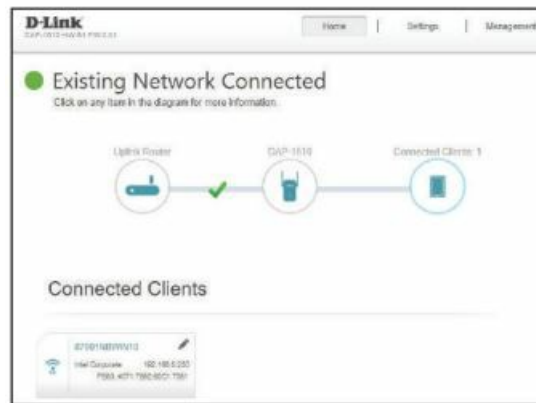 D-Link
Home | Settings | Management
Existing Network Connected
Click on any item in the diagram for more information.
Uplink Router
DAP-1610
Connected Clients: 1
Connected Clients
Intel Corporate